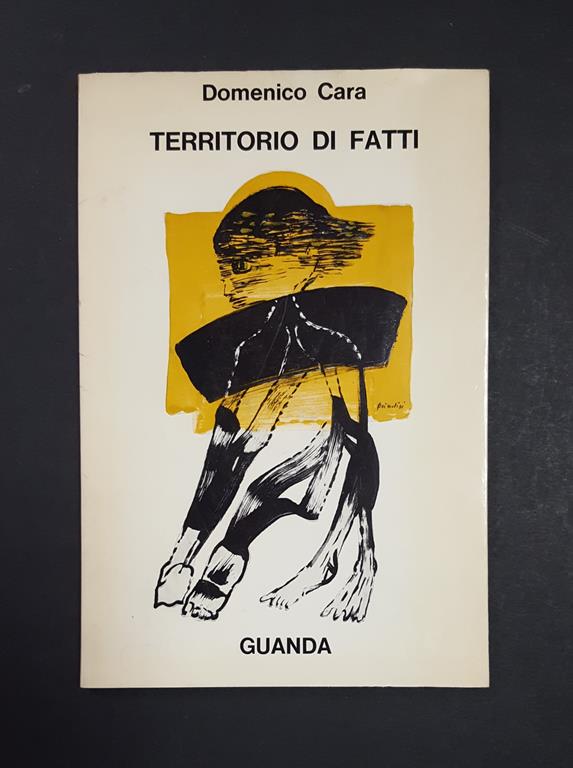 Domenico Cara
TERRITORIO DI FATTI
GUANDA